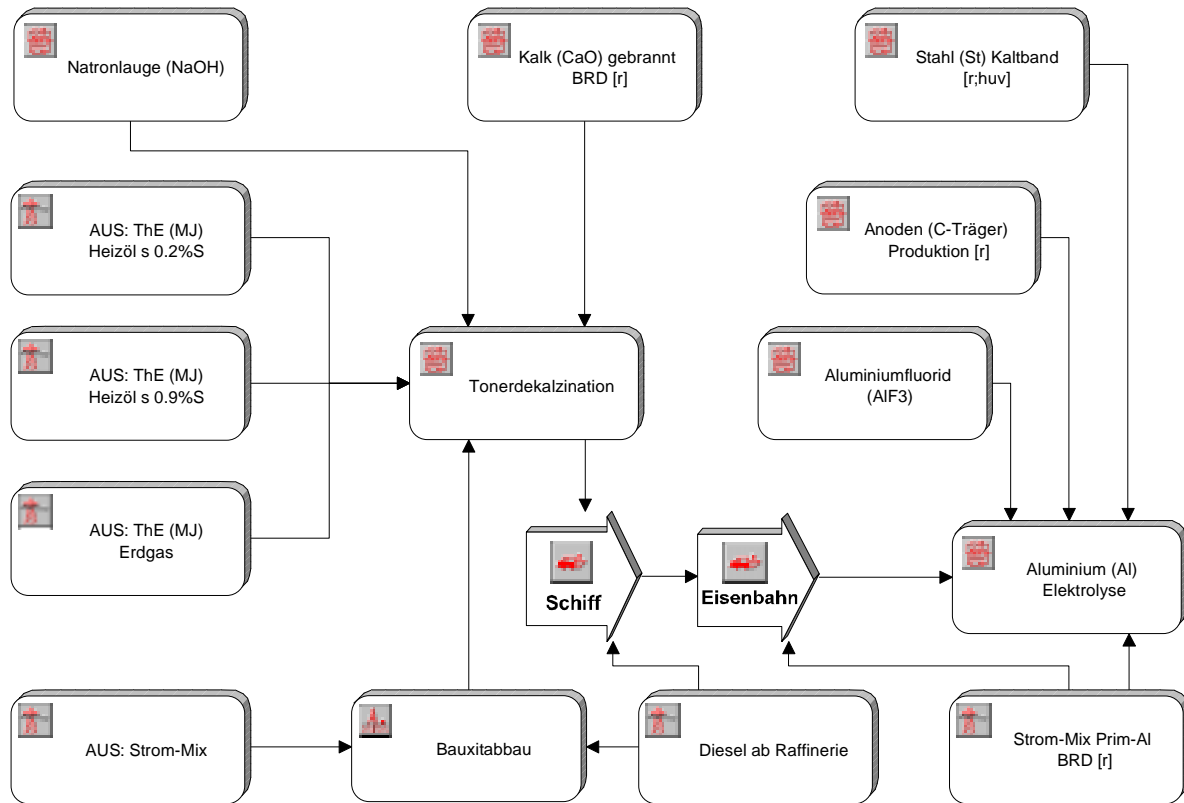 Natronlauge (NaOH)
Kalk (CaO) gebrannt
BRD [r]
Stahl (St) Kaltband
[r;huv]
AUS: ThE (MJ)
Heizöl s 0.2%S
Anoden (C-Träger)
Produktion [r]
AUS: ThE (MJ)
Heizöl s 0.9%S
Tonerdekalzination
Aluminiumfluorid
(AlF3)
AUS: ThE (MJ)
Erdgas
Schiff
Eisenbahn
Aluminium (Al)
Elektrolyse
AUS: Strom-Mix
Bauxitabbau
Diesel ab Raffinerie
Strom-Mix Prim-Al
BRD [r]